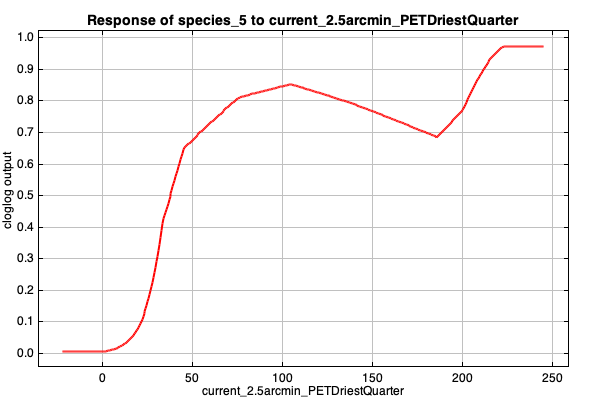 Response of species_5 to current_2.5arcmin_PETDriestQuarter
1.0
0.9
0.8
0.7
0.6
0.5
0.4
0.3
0.2
0.1
0.0
cloglog output
0 50 100 150 200 250
current_2.5arcmin_PETDriestQuarter